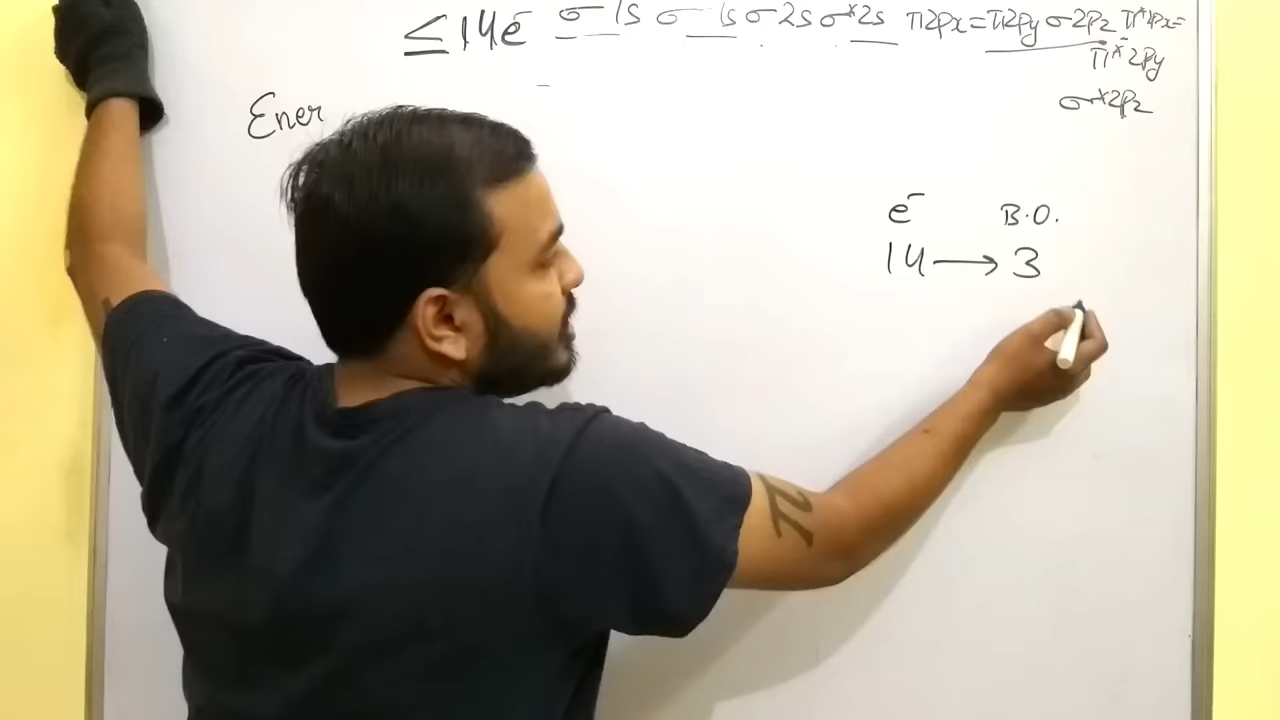 ≤14e⁻ σ1s σ 1s σ2s σ*2s π2px=π2py σ2pz π*2px=
π*2py
σ*2pz
Ener
e⁻ B.O.
14 → 3
π